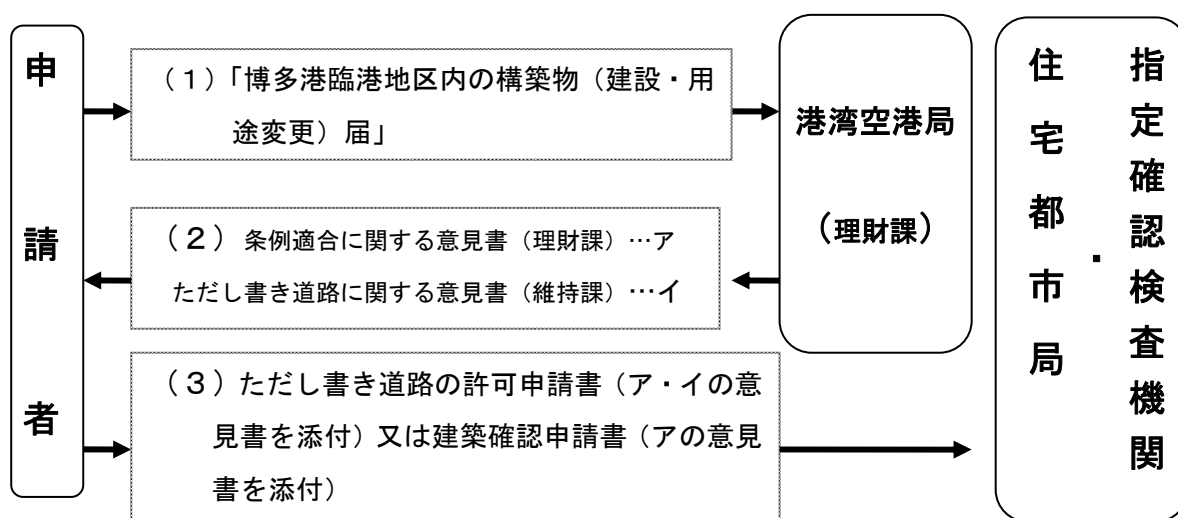 申請者
（１）「博多港臨港地区内の構築物（建設・用
途変更）届」
（２）条例適合に関する意見書（理財課）…ア
ただし書き道路に関する意見書（維持課）…イ
（３）ただし書き道路の許可申請書（ア・イの意
見書を添付）又は建築確認申請書（アの意見
書を添付）
港湾空港局
（理財課）
住宅都市局
・
指定確認検査機関